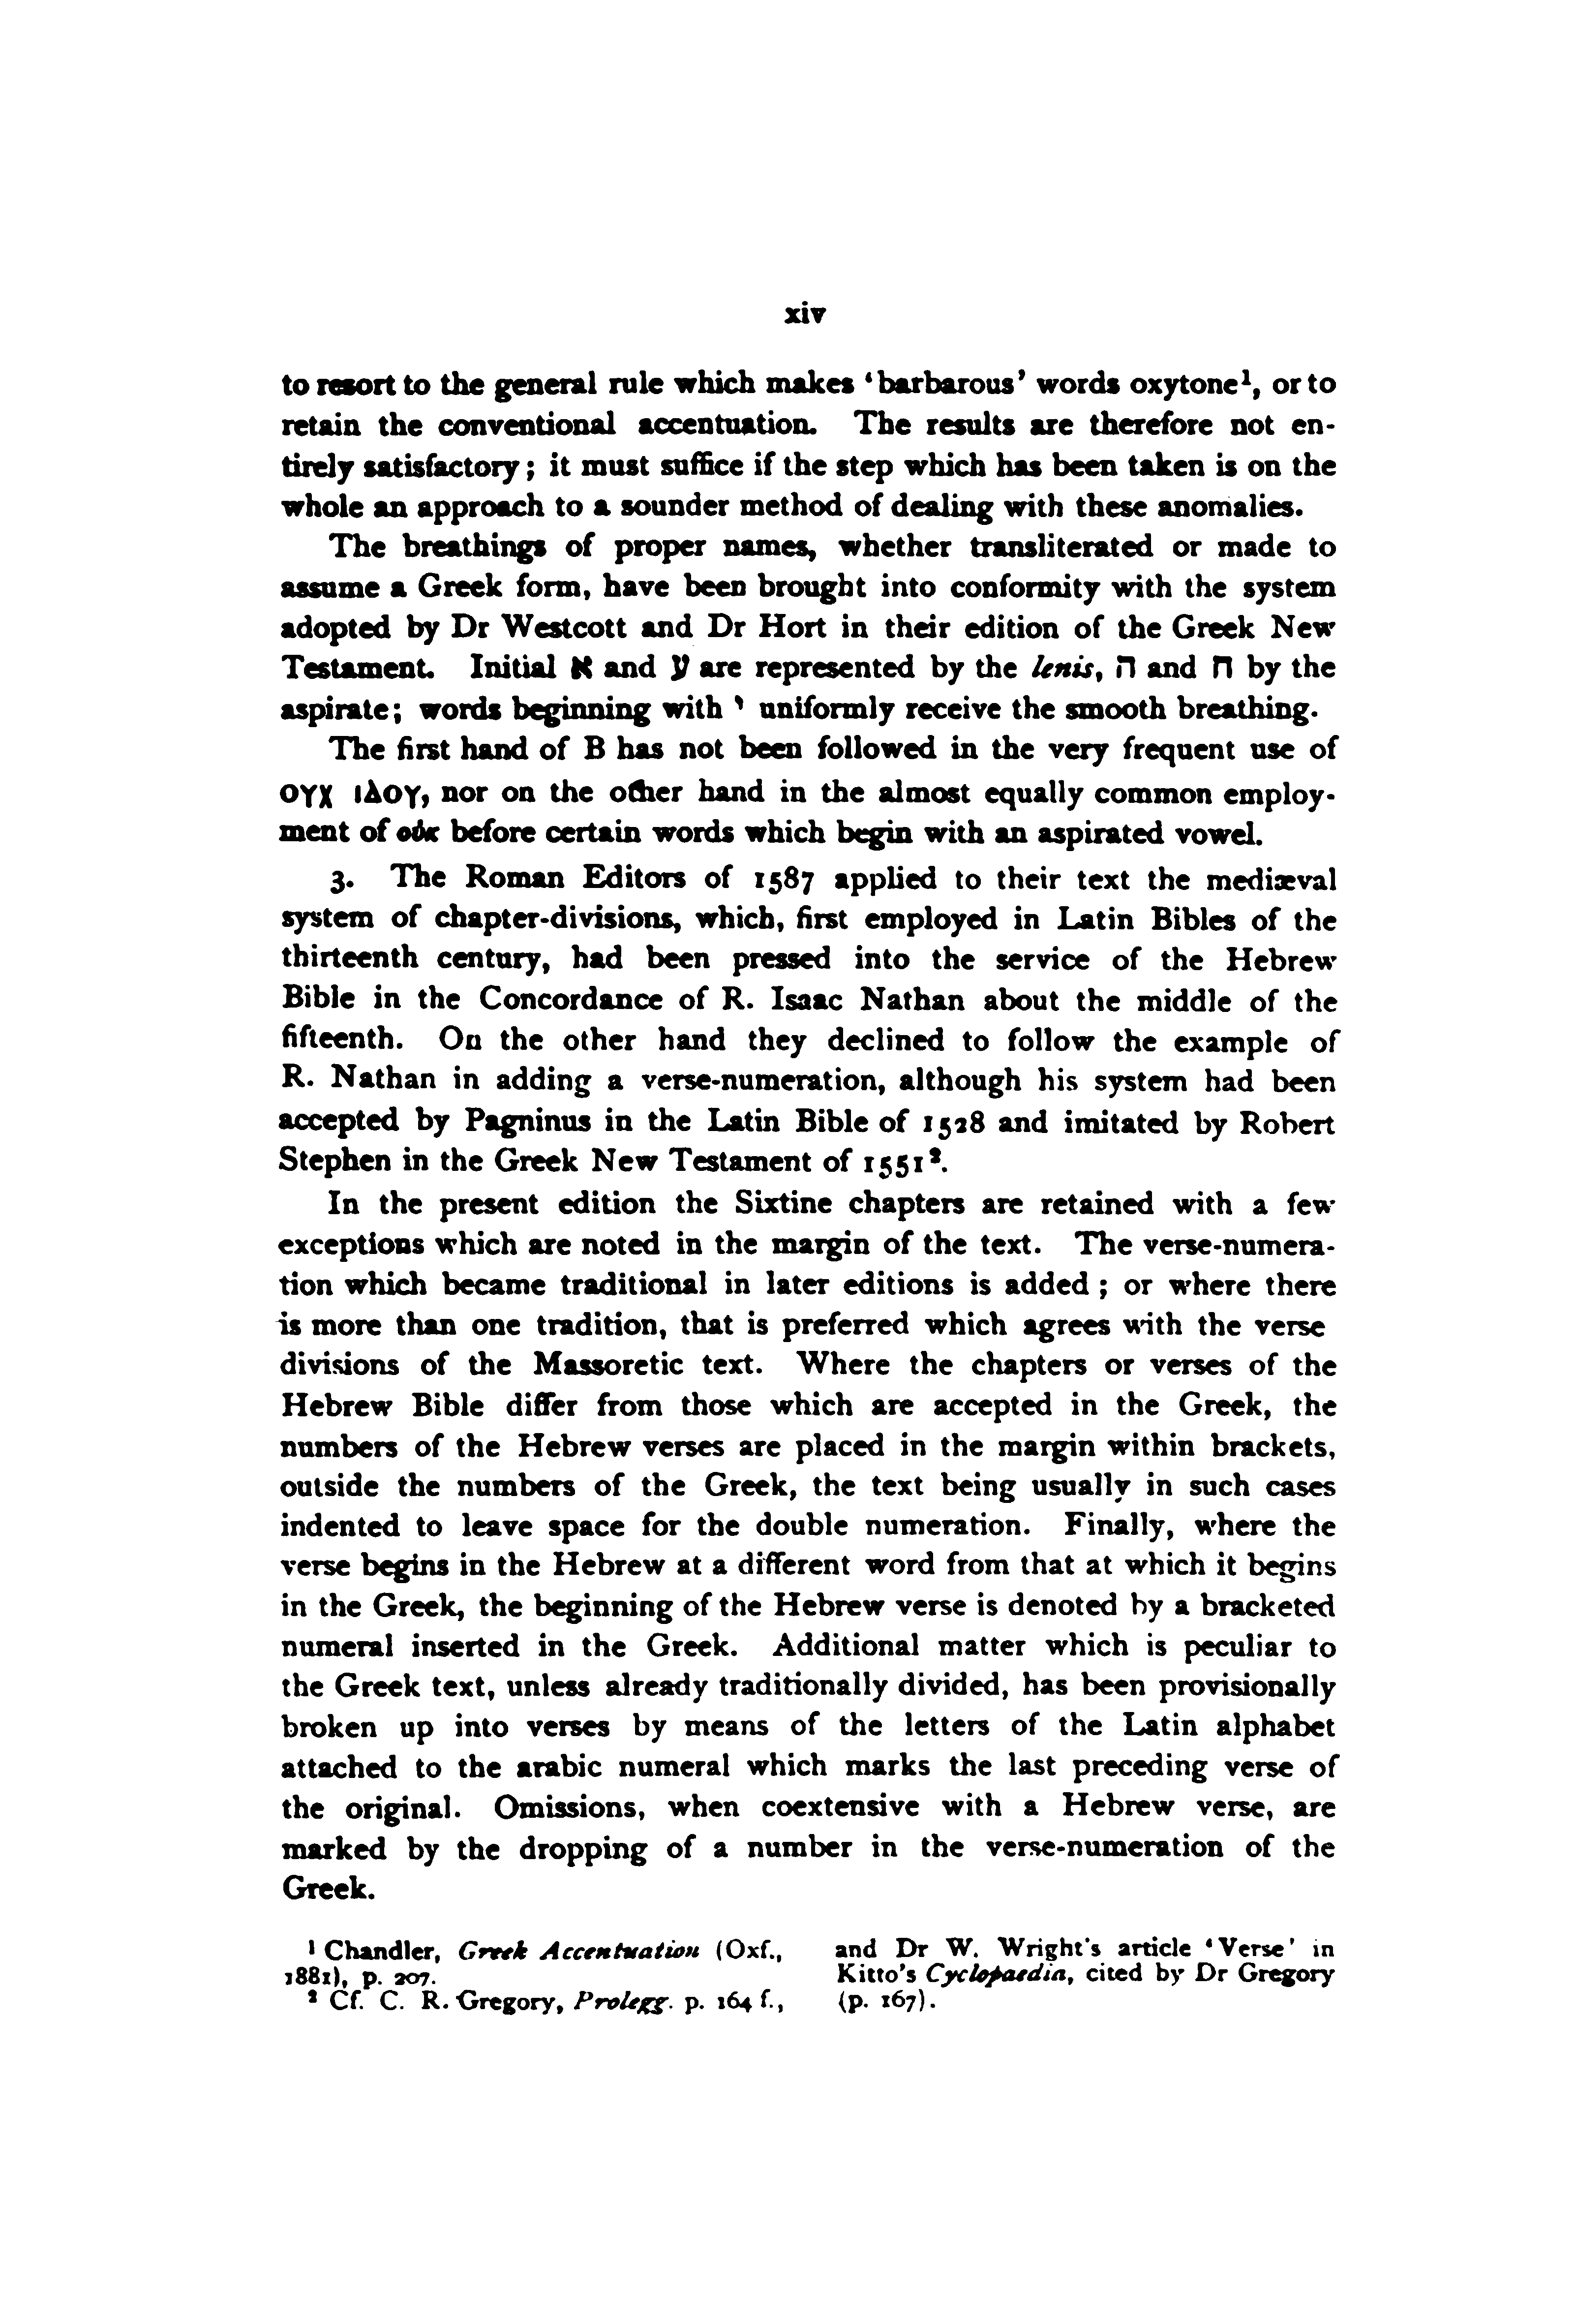 xiv
to resort to the general rule which makes ‘barbarous’ words oxytone¹, or to
retain the conventional accentuation. The results are therefore not en-
tirely satisfactory; it must suffice if the step which has been taken is on the
whole an approach to a sounder method of dealing with these anomalies.
The breathings of proper names, whether transliterated or made to
assume a Greek form, have been brought into conformity with the system
adopted by Dr Westcott and Dr Hort in their edition of the Greek New
Testament. Initial א and ע are represented by the lenis, ה and ח by the
aspirate; words beginning with י uniformly receive the smooth breathing.
The first hand of B has not been followed in the very frequent use of
ΟΥΧ ΙΔΟΥ, nor on the other hand in the almost equally common employ-
ment of οὐκ before certain words which begin with an aspirated vowel.
3. The Roman Editors of 1587 applied to their text the mediæval
system of chapter-divisions, which, first employed in Latin Bibles of the
thirteenth century, had been pressed into the service of the Hebrew
Bible in the Concordance of R. Isaac Nathan about the middle of the
fifteenth. On the other hand they declined to follow the example of
R. Nathan in adding a verse-numeration, although his system had been
accepted by Pagninus in the Latin Bible of 1528 and imitated by Robert
Stephen in the Greek New Testament of 1551².
In the present edition the Sixtine chapters are retained with a few
exceptions which are noted in the margin of the text. The verse-numera-
tion which became traditional in later editions is added; or where there
is more than one tradition, that is preferred which agrees with the verse
divisions of the Massoretic text. Where the chapters or verses of the
Hebrew Bible differ from those which are accepted in the Greek, the
numbers of the Hebrew verses are placed in the margin within brackets,
outside the numbers of the Greek, the text being usually in such cases
indented to leave space for the double numeration. Finally, where the
verse begins in the Hebrew at a different word from that at which it begins
in the Greek, the beginning of the Hebrew verse is denoted by a bracketed
numeral inserted in the Greek. Additional matter which is peculiar to
the Greek text, unless already traditionally divided, has been provisionally
broken up into verses by means of the letters of the Latin alphabet
attached to the arabic numeral which marks the last preceding verse of
the original. Omissions, when coextensive with a Hebrew verse, are
marked by the dropping of a number in the verse-numeration of the
Greek.
¹ Chandler, Greek Accentuation (Oxf.,
1881), p. 207.
² Cf. C. R. Gregory, Prolegg. p. 164 f.,
and Dr W. Wright's article ‘Verse’ in
Kitto's Cyclopaedia, cited by Dr Gregory
(p. 167).